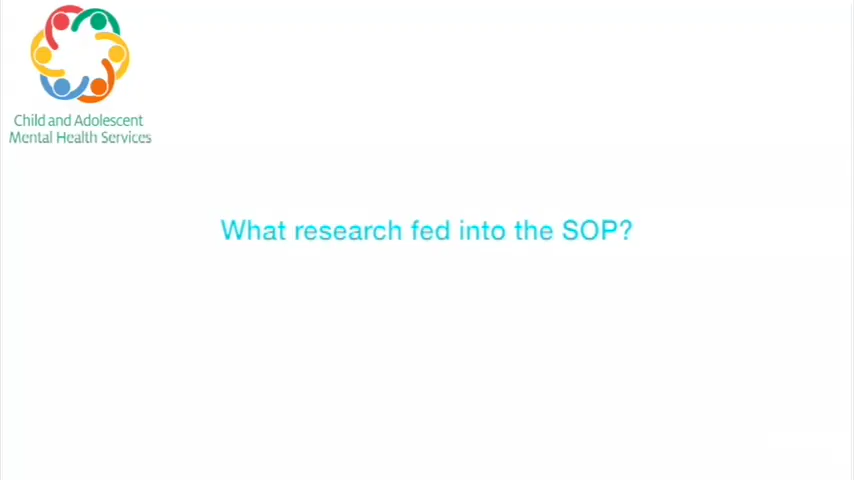 Child and Adolescent
Mental Health Services
What research fed into the SOP?